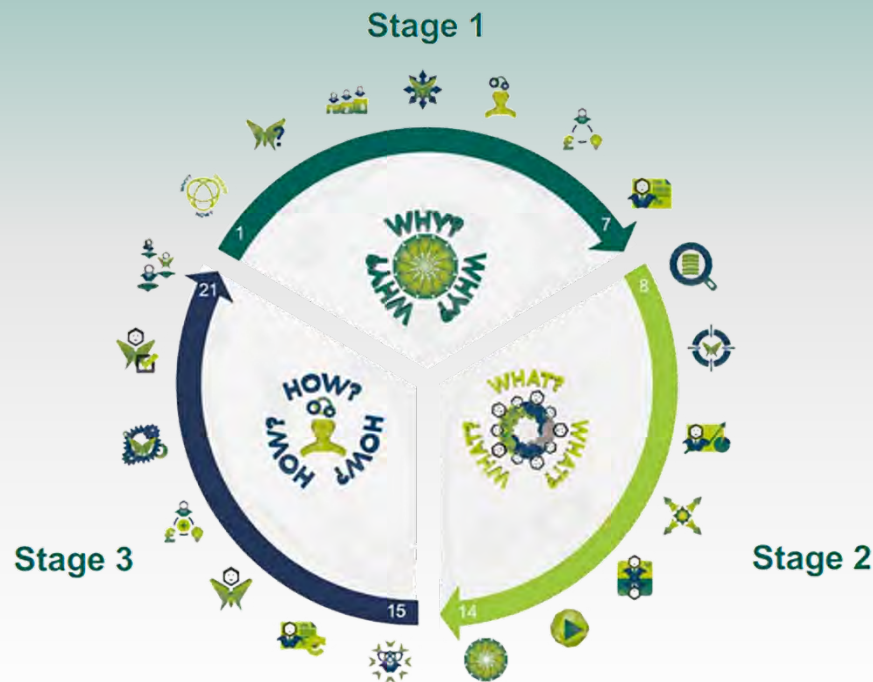 Stage 1
?
£
1
7
WHY?
WHY?
WHY?
21
8
HOW?
HOW?
HOW?
WHAT?
WHAT?
WHAT?
£
Stage 3
Stage 2
15
14